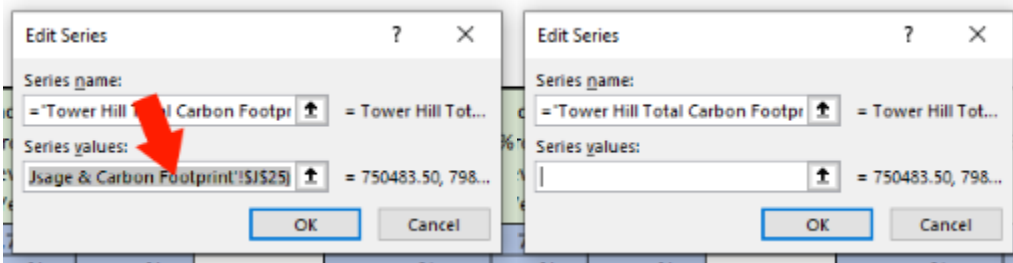 Edit Series ? ×
Series name:
="Tower Hill Total Carbon Footpr = Tower Hill Tot...
Series values:
Jsage & Carbon Footprint'!$J$25) = 750483.50, 798...
OK Cancel
Edit Series ? ×
Series name:
="Tower Hill Total Carbon Footpr = Tower Hill Tot...
Series values:
= 750483.50, 798...
OK Cancel